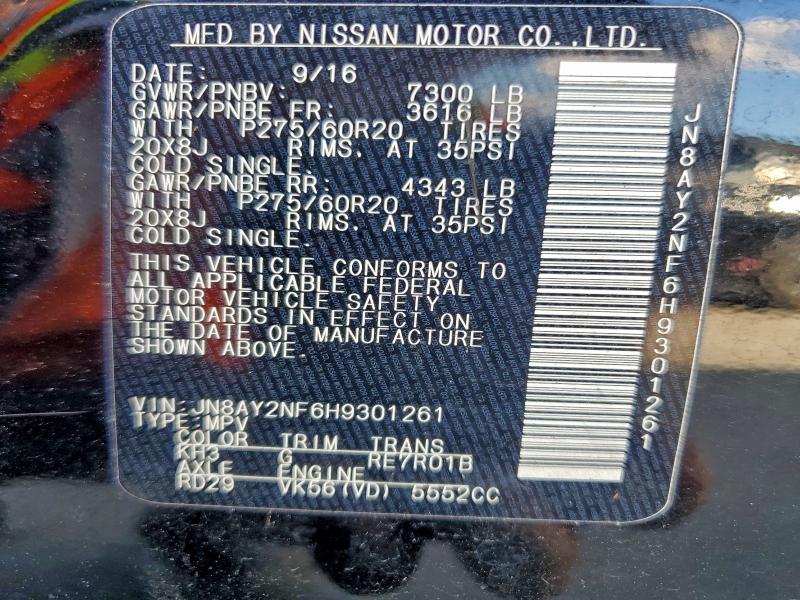 MFD BY NISSAN MOTOR CO.,LTD.
DATE: 9/16
GVWR/PNBV: 7300 LB
GAWR/PNBE FR: 3616 LB
WITH P275/60R20 TIRES
20X8J RIMS. AT 35PSI
COLD SINGLE.
GAWR/PNBE RR: 4343 LB
WITH P275/60R20 TIRES
20X8J RIMS. AT 35PSI
COLD SINGLE.
THIS VEHICLE CONFORMS TO
ALL APPLICABLE FEDERAL
MOTOR VEHICLE SAFETY
STANDARDS IN EFFECT ON
THE DATE OF MANUFACTURE
SHOWN ABOVE.
VIN: JN8AY2NF6H9301261
TYPE:MPV
COLOR TRIM TRANS
KH3 G RE7R01B
AXLE ENGINE
RD29 VK56(VD) 5552CC
JN8AY2NF6H9301261